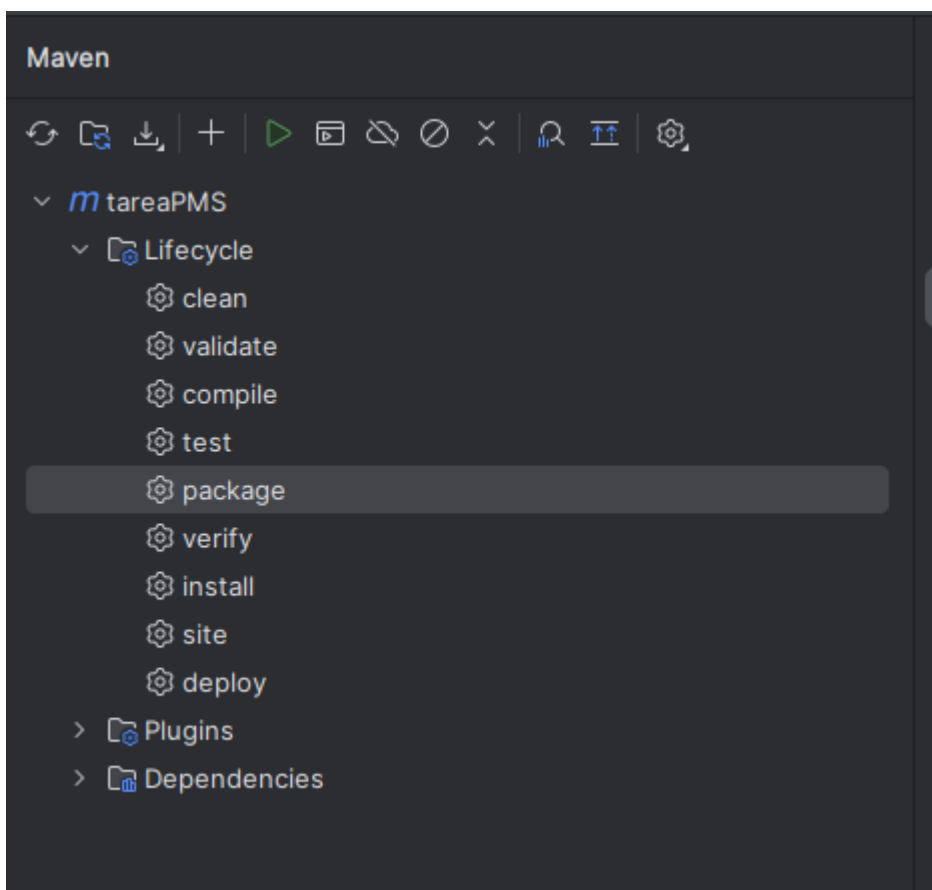 Maven
m tareaPMS
Lifecycle
clean
validate
compile
test
package
verify
install
site
deploy
Plugins
Dependencies